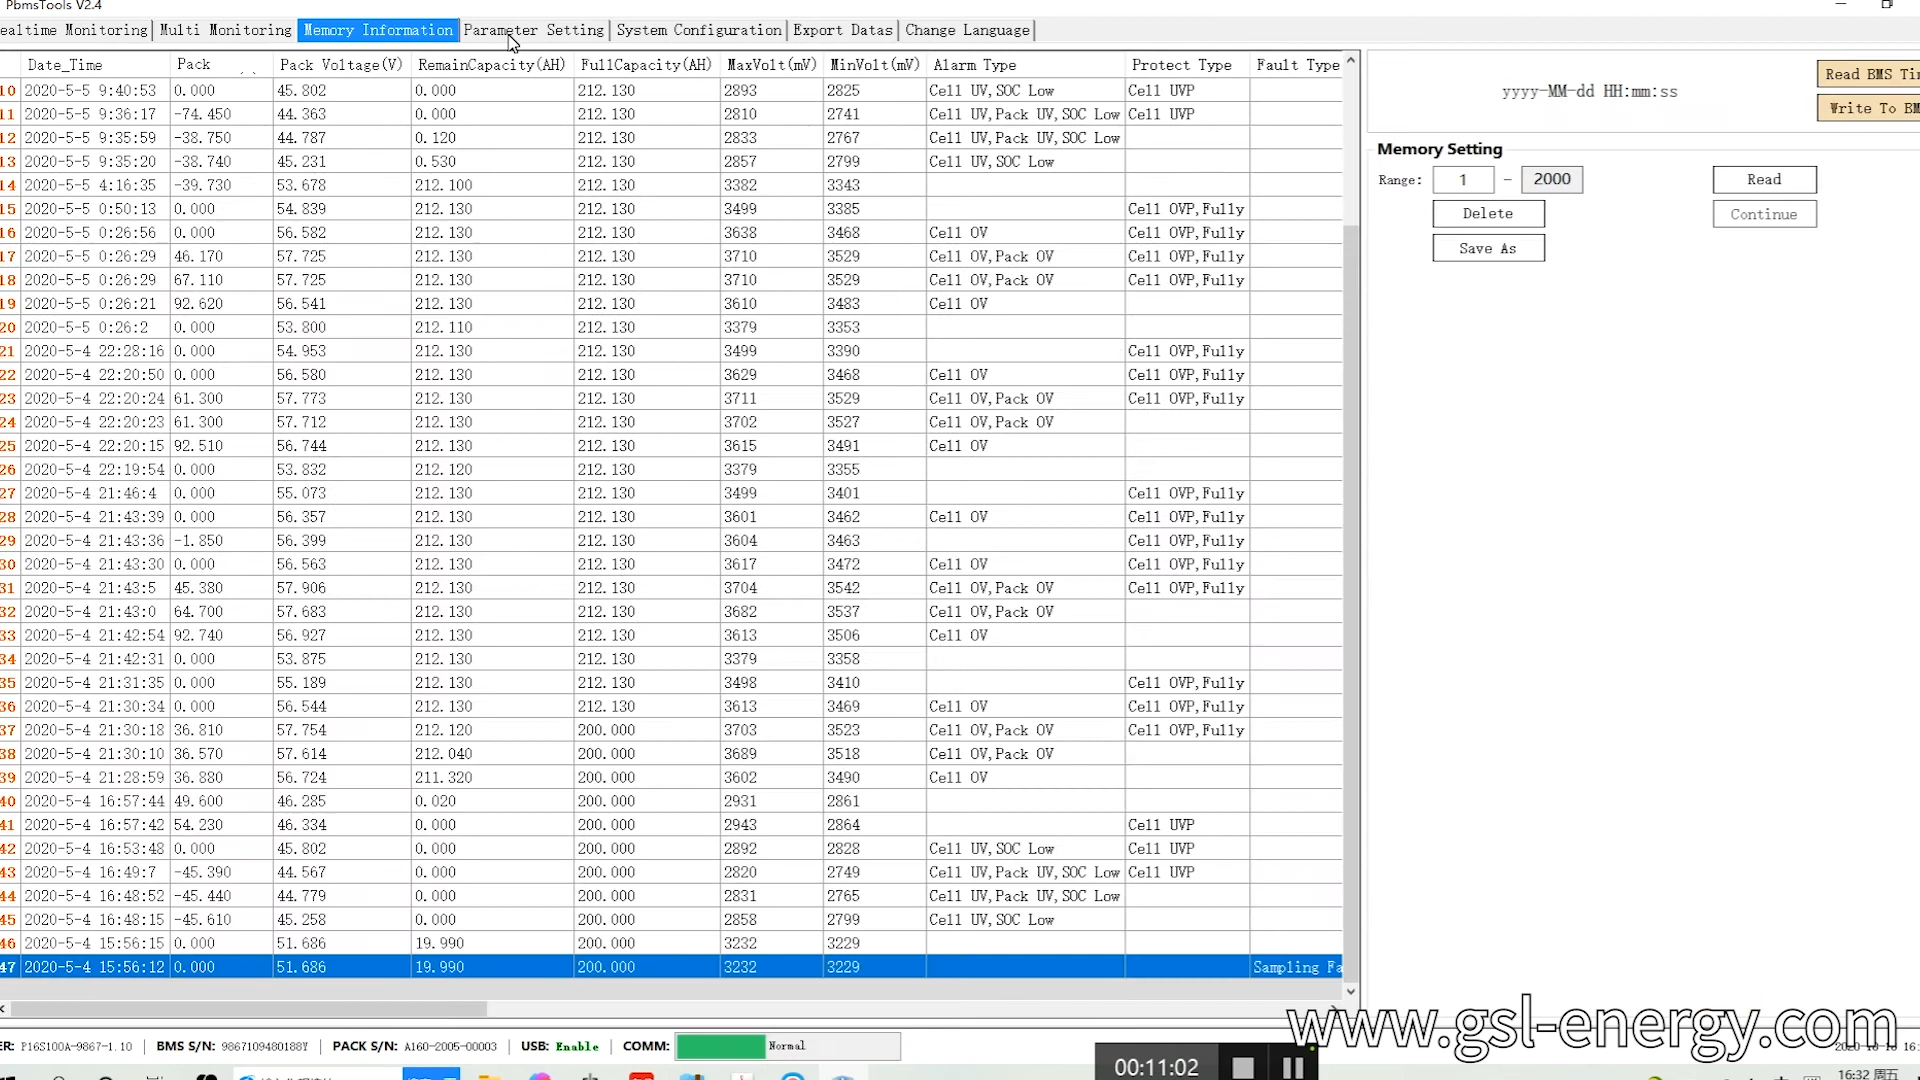 PbmsTools V2.4
ealtime Monitoring Multi Monitoring Memory Information Parameter Setting System Configuration Export Datas Change Language
Date_Time Pack Pack Voltage(V) RemainCapacity(AH) FullCapacity(AH) MaxVolt(mV) MinVolt(mV) Alarm Type Protect Type Fault Type
10 2020-5-5 9:40:53 0.000 45.802 0.000 212.130 2893 2825 Cell UV,SOC Low Cell UVP
11 2020-5-5 9:36:17 -74.450 44.363 0.000 212.130 2810 2741 Cell UV,Pack UV,SOC Low Cell UVP
12 2020-5-5 9:35:59 -38.750 44.787 0.120 212.130 2833 2767 Cell UV,Pack UV,SOC Low
13 2020-5-5 9:35:20 -38.740 45.231 0.530 212.130 2857 2799 Cell UV,SOC Low
14 2020-5-5 4:16:35 -39.730 53.678 212.100 212.130 3382 3343
15 2020-5-5 0:50:13 0.000 54.839 212.130 212.130 3499 3385 Cell OVP,Fully
16 2020-5-5 0:26:56 0.000 56.582 212.130 212.130 3638 3468 Cell OV Cell OVP,Fully
17 2020-5-5 0:26:29 46.170 57.725 212.130 212.130 3710 3529 Cell OV,Pack OV Cell OVP,Fully
18 2020-5-5 0:26:29 67.110 57.725 212.130 212.130 3710 3529 Cell OV,Pack OV Cell OVP,Fully
19 2020-5-5 0:26:21 92.620 56.541 212.130 212.130 3610 3483 Cell OV
20 2020-5-5 0:26:2 0.000 53.800 212.110 212.130 3379 3353
21 2020-5-4 22:28:16 0.000 54.953 212.130 212.130 3499 3390 Cell OVP,Fully
22 2020-5-4 22:20:50 0.000 56.580 212.130 212.130 3629 3468 Cell OV Cell OVP,Fully
23 2020-5-4 22:20:24 61.300 57.773 212.130 212.130 3711 3529 Cell OV,Pack OV Cell OVP,Fully
24 2020-5-4 22:20:23 61.300 57.712 212.130 212.130 3702 3527 Cell OV,Pack OV
25 2020-5-4 22:20:15 92.510 56.744 212.130 212.130 3615 3491 Cell OV
26 2020-5-4 22:19:54 0.000 53.832 212.120 212.130 3379 3355
27 2020-5-4 21:46:4 0.000 55.073 212.130 212.130 3499 3401 Cell OVP,Fully
28 2020-5-4 21:43:39 0.000 56.357 212.130 212.130 3601 3462 Cell OV Cell OVP,Fully
29 2020-5-4 21:43:36 -1.850 56.399 212.130 212.130 3604 3463 Cell OVP,Fully
30 2020-5-4 21:43:30 0.000 56.563 212.130 212.130 3617 3472 Cell OV Cell OVP,Fully
31 2020-5-4 21:43:5 45.380 57.906 212.130 212.130 3704 3542 Cell OV,Pack OV Cell OVP,Fully
32 2020-5-4 21:43:0 64.700 57.683 212.130 212.130 3682 3537 Cell OV,Pack OV
33 2020-5-4 21:42:54 92.740 56.927 212.130 212.130 3613 3506 Cell OV
34 2020-5-4 21:42:31 0.000 53.875 212.130 212.130 3379 3358
35 2020-5-4 21:31:35 0.000 55.189 212.130 212.130 3498 3410 Cell OVP,Fully
36 2020-5-4 21:30:34 0.000 56.544 212.130 212.130 3613 3469 Cell OV Cell OVP,Fully
37 2020-5-4 21:30:18 36.810 57.754 212.120 200.000 3703 3523 Cell OV,Pack OV Cell OVP,Fully
38 2020-5-4 21:30:10 36.570 57.614 212.040 200.000 3689 3518 Cell OV,Pack OV
39 2020-5-4 21:28:59 36.880 56.724 211.320 200.000 3602 3490 Cell OV
40 2020-5-4 16:57:44 49.600 46.285 0.020 200.000 2931 2861
41 2020-5-4 16:57:42 54.230 46.334 0.000 200.000 2943 2864 Cell UVP
42 2020-5-4 16:53:48 0.000 45.802 0.000 200.000 2892 2828 Cell UV,SOC Low Cell UVP
43 2020-5-4 16:49:7 -45.390 44.567 0.000 200.000 2820 2749 Cell UV,Pack UV,SOC Low Cell UVP
44 2020-5-4 16:48:52 -45.440 44.779 0.000 200.000 2831 2765 Cell UV,Pack UV,SOC Low
45 2020-5-4 16:48:15 -45.610 45.258 0.000 200.000 2858 2799 Cell UV,SOC Low
46 2020-5-4 15:56:15 0.000 51.686 19.990 200.000 3232 3229
47 2020-5-4 15:56:12 0.000 51.686 19.990 200.000 3232 3229 Sampling Fa
yyyy-MM-dd HH:mm:ss
Read BMS Tim
Write To BM
Memory Setting
Range: 1 - 2000 Read
Delete Continue
Save As
www.gsl-energy.com
ER: P16S100A-9867-1.10 BMS S/N: 9867109480188Y PACK S/N: A160-2005-00003 USB: Enable COMM: Normal
00:11:02
16:32 周五